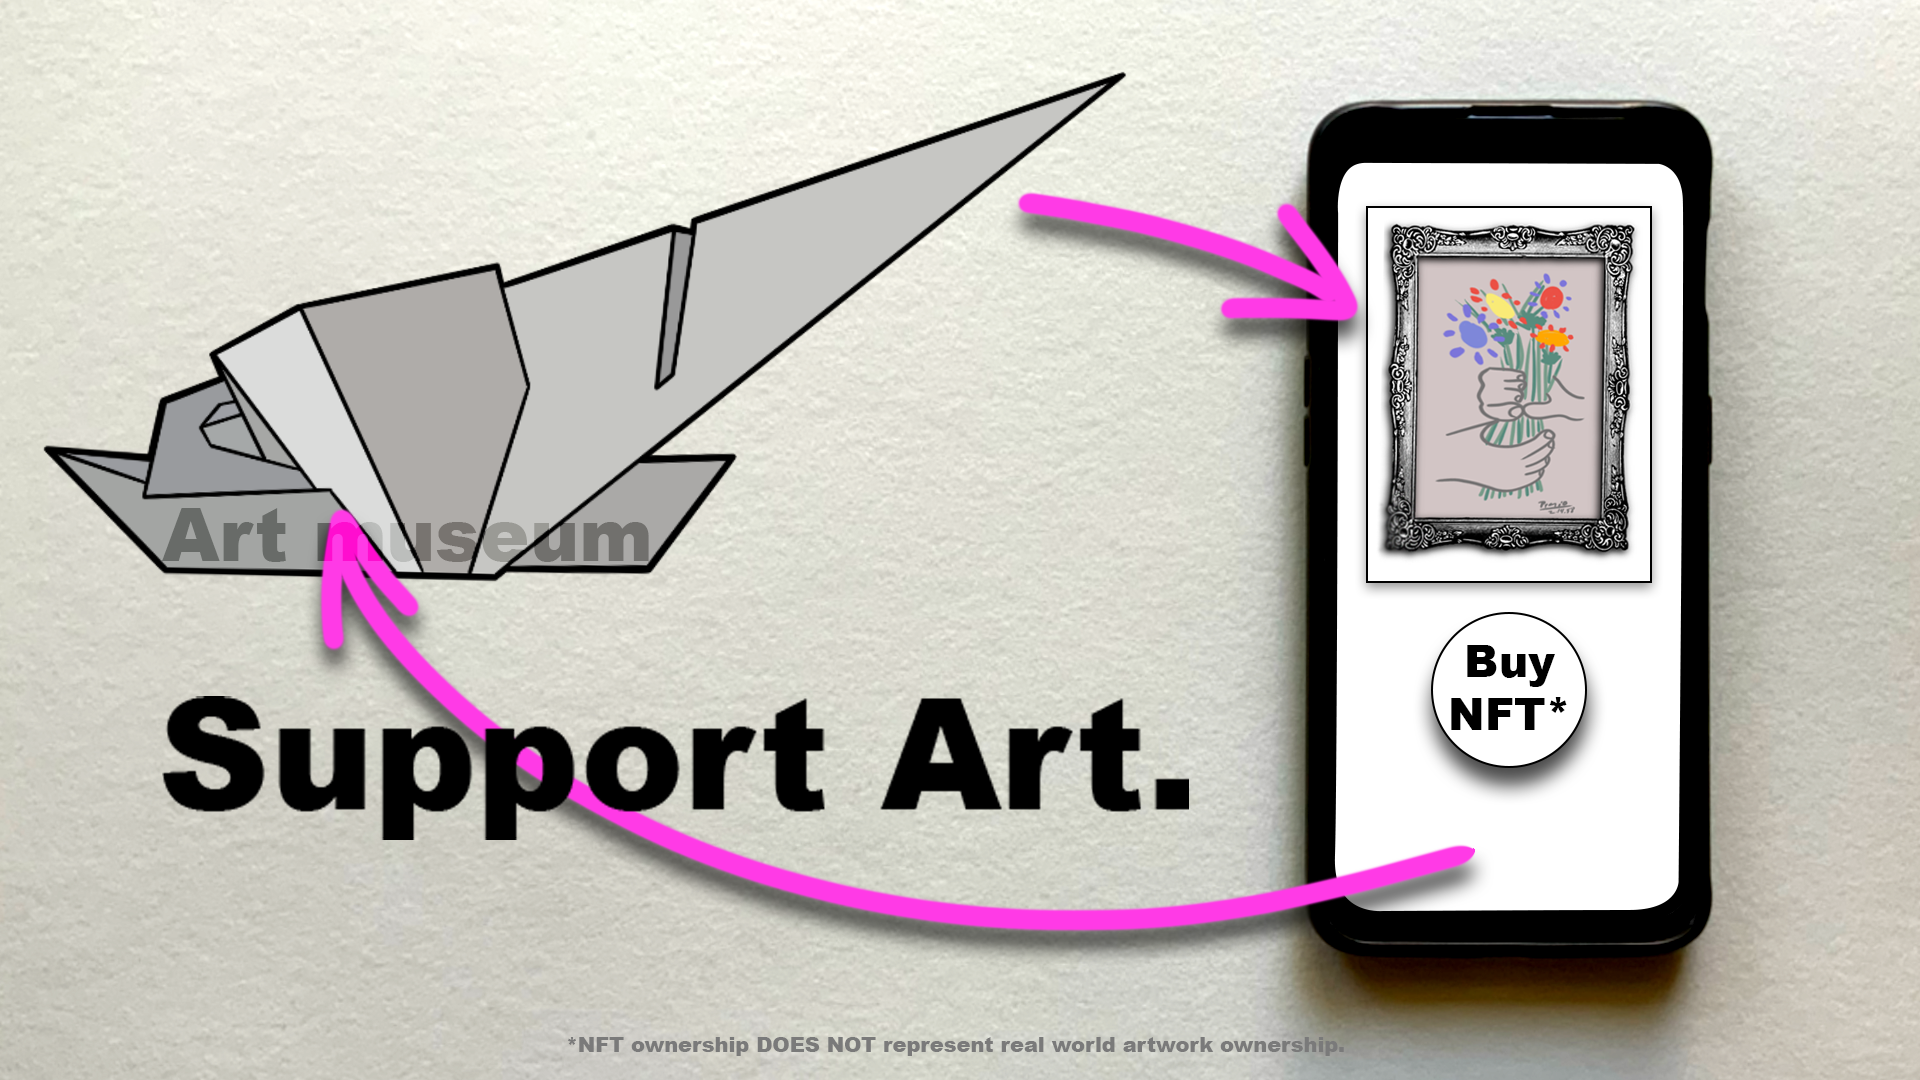 Art museum
Support Art.
Buy
NFT*
*NFT ownership DOES NOT represent real world artwork ownership.